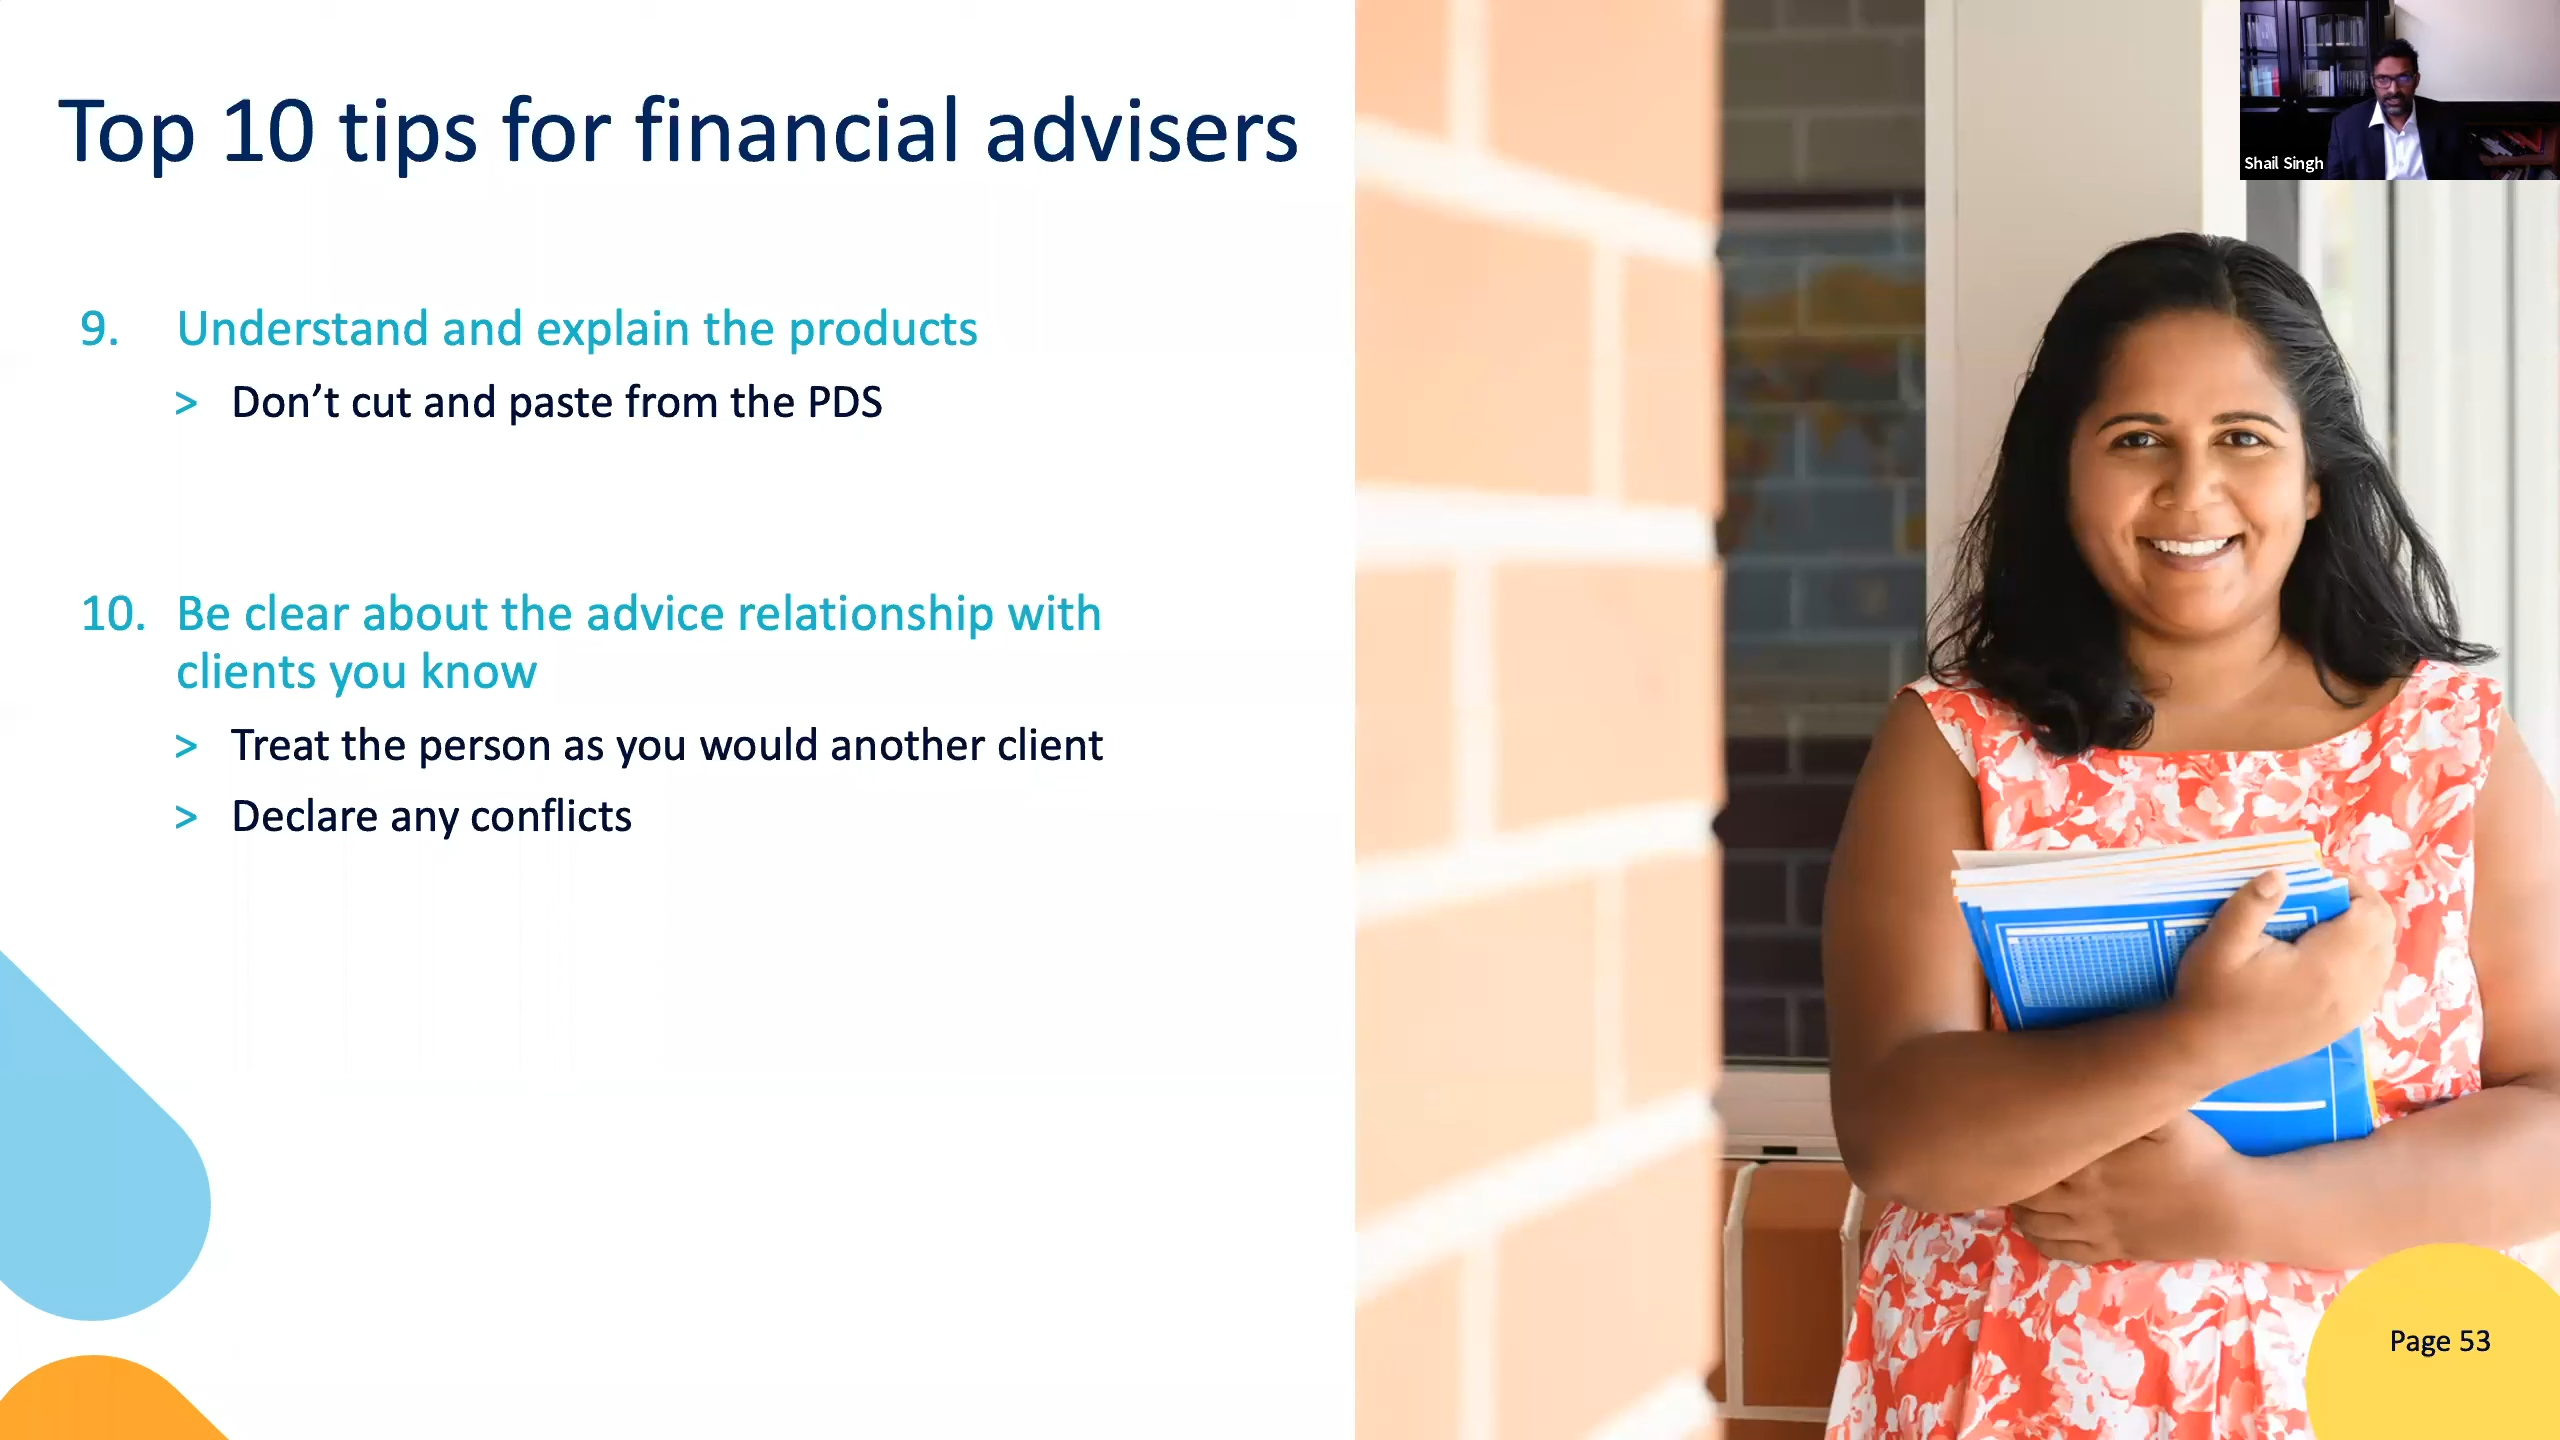 Top 10 tips for financial advisers
Shail Singh
9. Understand and explain the products
> Don’t cut and paste from the PDS
10. Be clear about the advice relationship with
clients you know
> Treat the person as you would another client
> Declare any conflicts
Page 53